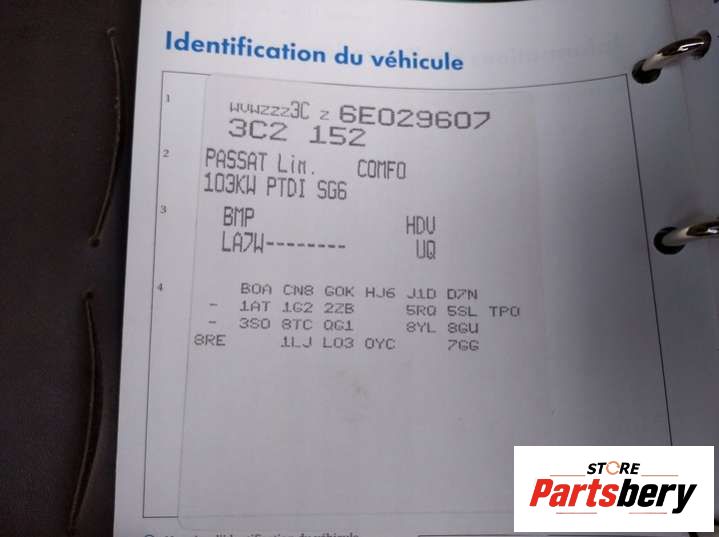 Identification du véhicule
1
WVWZZZ3C Z 6E029607
3C2 152
2
PASSAT Lim. COMFO
103KW PTDI SG6
3
BMP HDV
LA7W-------- UQ
4
BOA CN8 GOK HJ6 J1D D7N
- 1AT 1G2 2ZB 5RQ 5SL TPO
- 3SO 8TC QG1 8YL 8GU
8RE 1LJ LO3 OYC 7GG
STORE
Partsbery